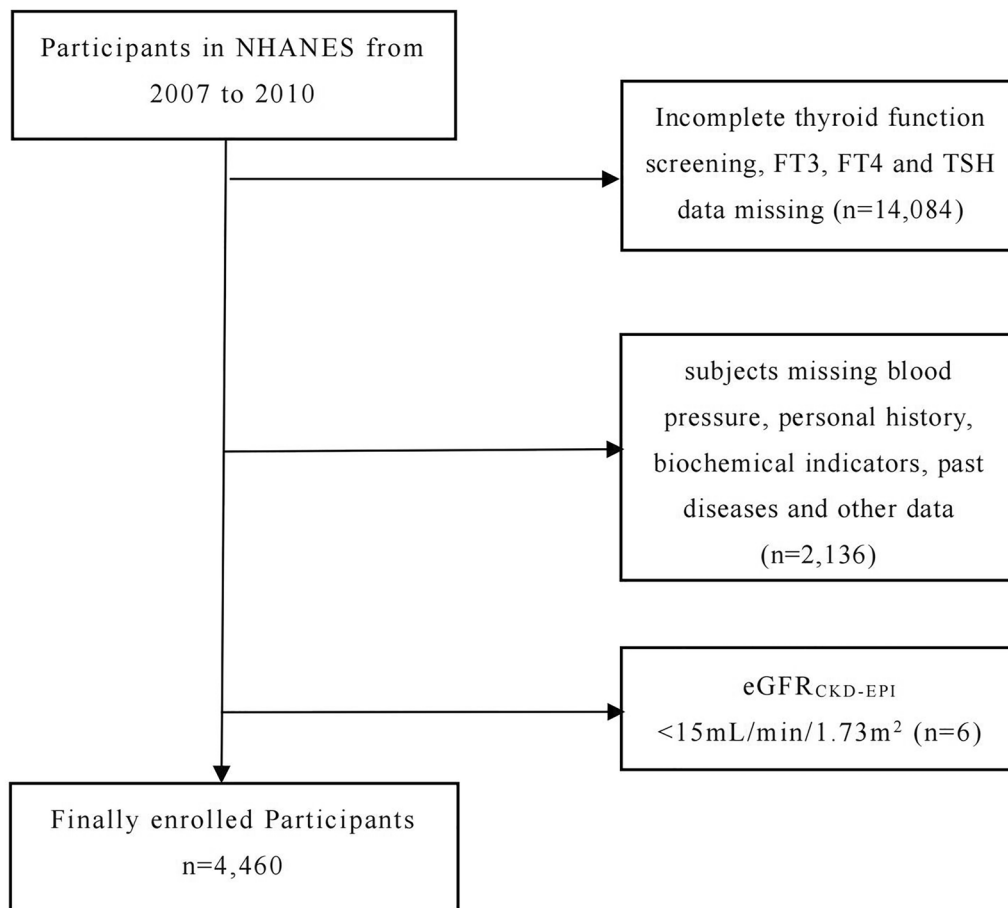 Participants in NHANES from
2007 to 2010
Incomplete thyroid function
screening, FT3, FT4 and TSH
data missing (n=14,084)
subjects missing blood
pressure, personal history,
biochemical indicators, past
diseases and other data
(n=2,136)
eGFRCKD-EPI
<15mL/min/1.73m² (n=6)
Finally enrolled Participants
n=4,460